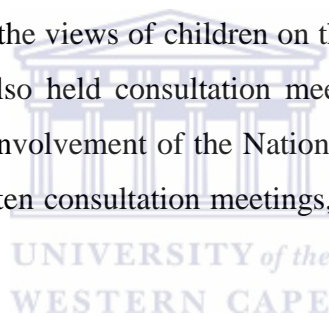 the views of children on th
lso held consultation mee
nvolvement of the Nation
ten consultation meetings,
UNIVERSITY of the
WESTERN CAPE